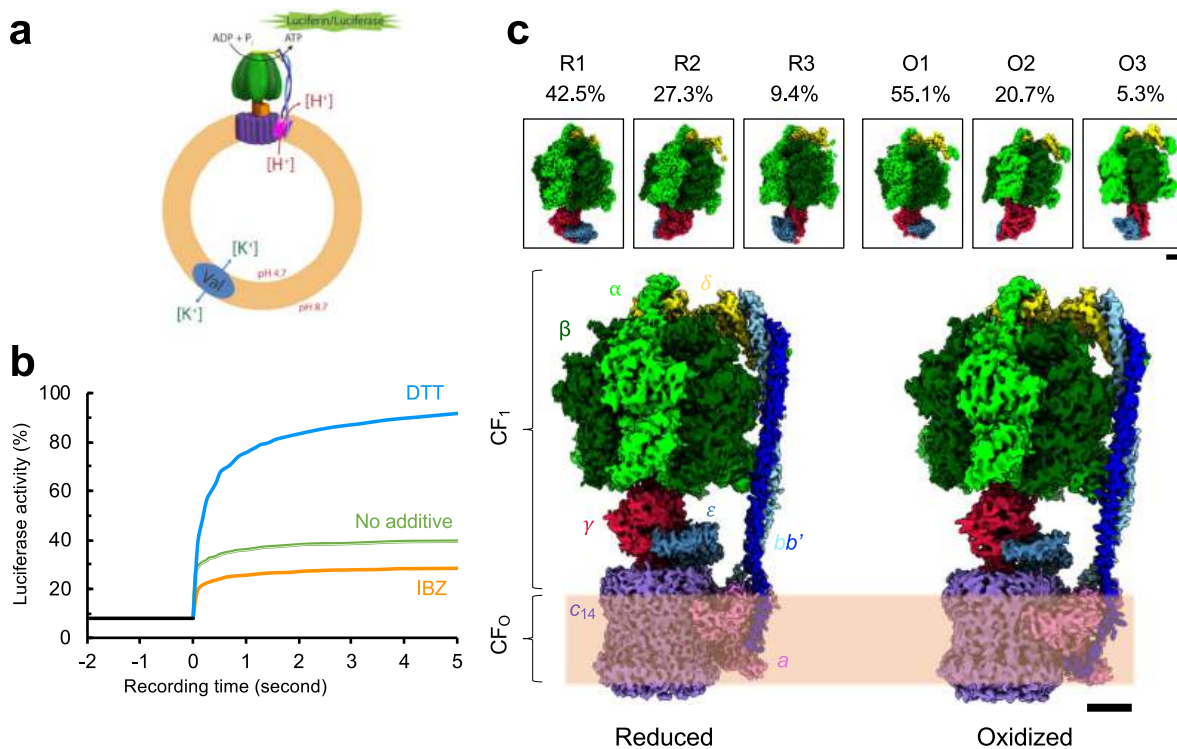 a
Luciferin/Luciferase
ADP + Pi
ATP
[H⁺]
[H⁺]
[K⁺]
Val
[K⁺]
pH 4.7
pH 8.7
b
Luciferase activity (%)
100
80
60
40
20
0
DTT
No additive
IBZ
-2 -1 0 1 2 3 4 5
Recording time (second)
c
R1 R2 R3 O1 O2 O3
42.5% 27.3% 9.4% 55.1% 20.7% 5.3%
α
δ
β
CF₁
γ
ε
bb’
CFO
c₁₄
a
Reduced Oxidized